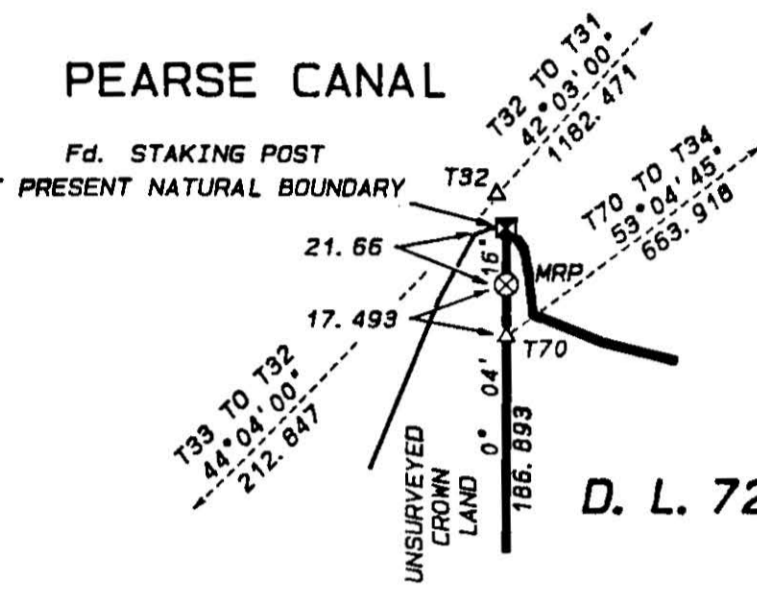 PEARSE CANAL
Fd. STAKING POST
PRESENT NATURAL BOUNDARY
T32
T32 TO T31
42°03'00"
1182.471
T70 TO T34
53°04'45"
663.918
21.66
17.493
MRP
T70
T33 TO T32
44°04'00"
212.847
0° 04' 16"
186.893
UNSURVEYED
CROWN
LAND
D. L. 72